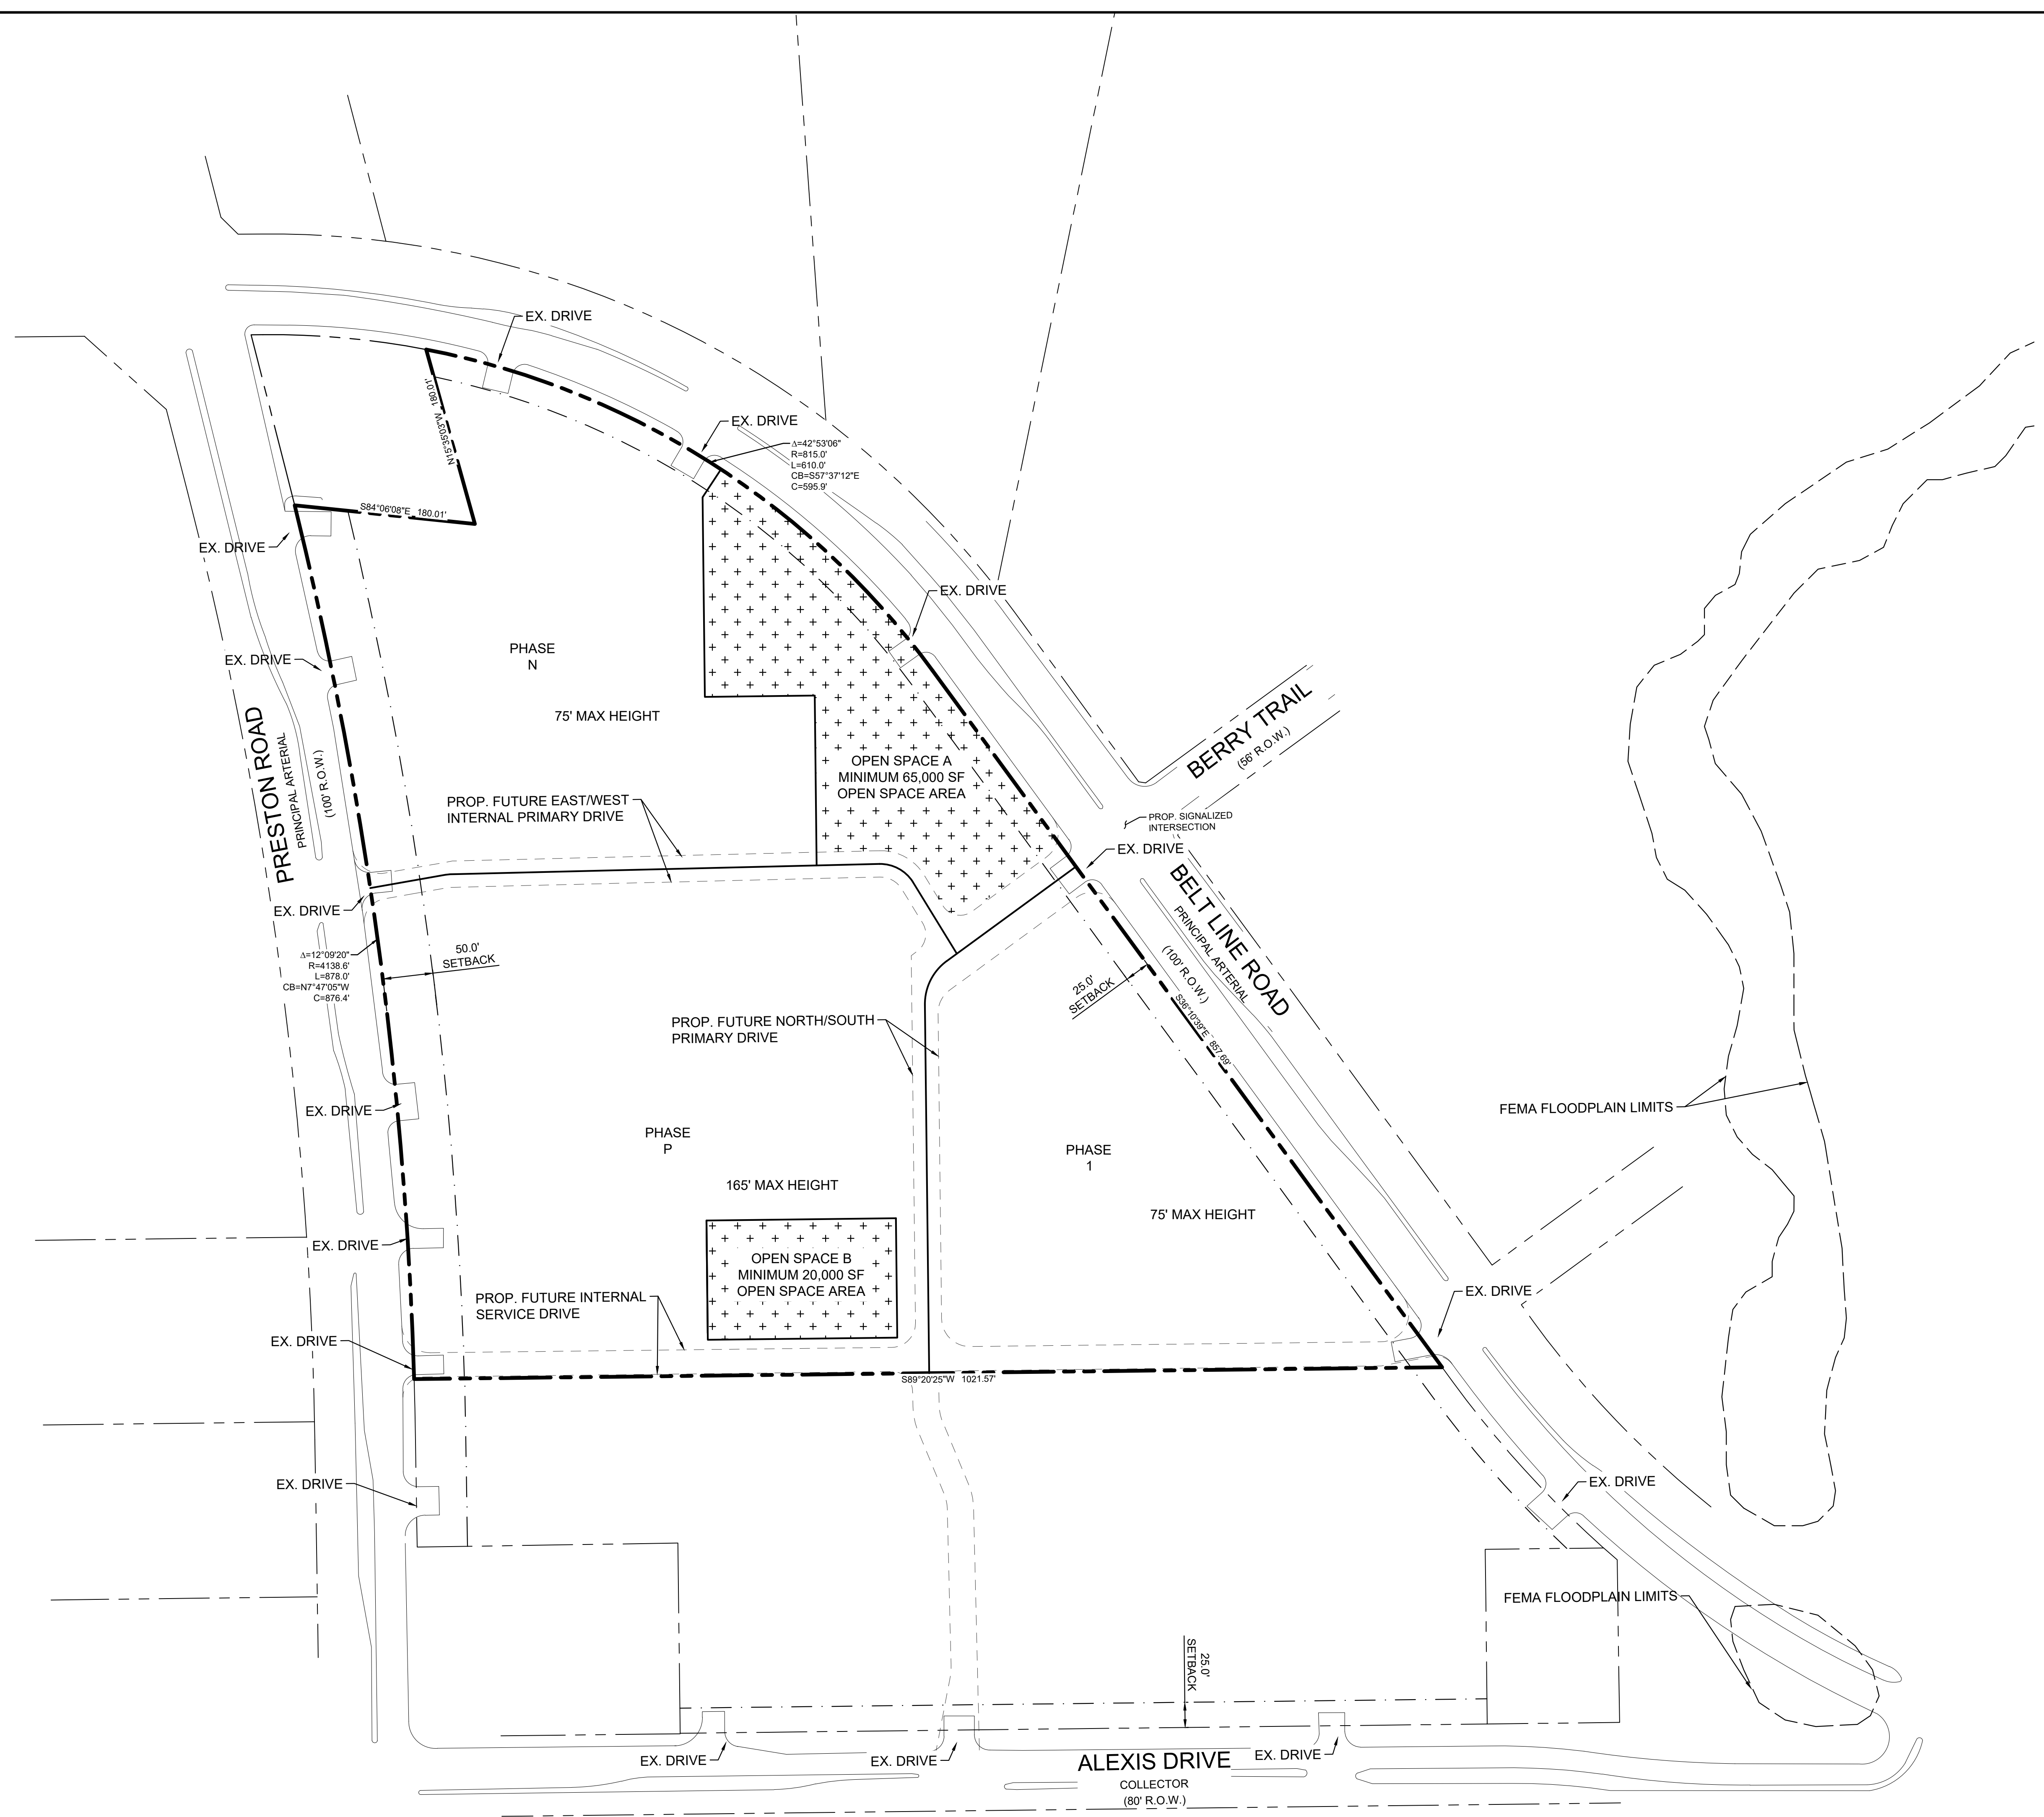 EX. DRIVE
N15°35'03"W 180.01'
EX. DRIVE
Δ=42°53'06"
R=815.0'
L=610.0'
CB=S57°37'12"E
C=595.9'
S84°06'08"E 180.01'
EX. DRIVE
EX. DRIVE
PHASE
N
EX. DRIVE
75' MAX HEIGHT
BERRY TRAIL
(56' R.O.W.)
PRESTON ROAD
PRINCIPAL ARTERIAL
(100' R.O.W.)
OPEN SPACE A
MINIMUM 65,000 SF
OPEN SPACE AREA
PROP. FUTURE EAST/WEST
INTERNAL PRIMARY DRIVE
PROP. SIGNALIZED
INTERSECTION
EX. DRIVE
EX. DRIVE
BELT LINE ROAD
PRINCIPAL ARTERIAL
(100' R.O.W.)
Δ=12°09'20"
R=4138.6'
L=878.0'
CB=N7°47'05"W
C=876.4'
50.0'
SETBACK
25.0'
SETBACK
S36°10'39"E 857.69'
PROP. FUTURE NORTH/SOUTH
PRIMARY DRIVE
EX. DRIVE
FEMA FLOODPLAIN LIMITS
PHASE
P
PHASE
1
165' MAX HEIGHT
75' MAX HEIGHT
EX. DRIVE
OPEN SPACE B
MINIMUM 20,000 SF
OPEN SPACE AREA
PROP. FUTURE INTERNAL
SERVICE DRIVE
EX. DRIVE
EX. DRIVE
S89°20'25"W 1021.57'
EX. DRIVE
EX. DRIVE
FEMA FLOODPLAIN LIMITS
25.0'
SETBACK
EX. DRIVE
EX. DRIVE
EX. DRIVE
ALEXIS DRIVE
COLLECTOR
(80' R.O.W.)